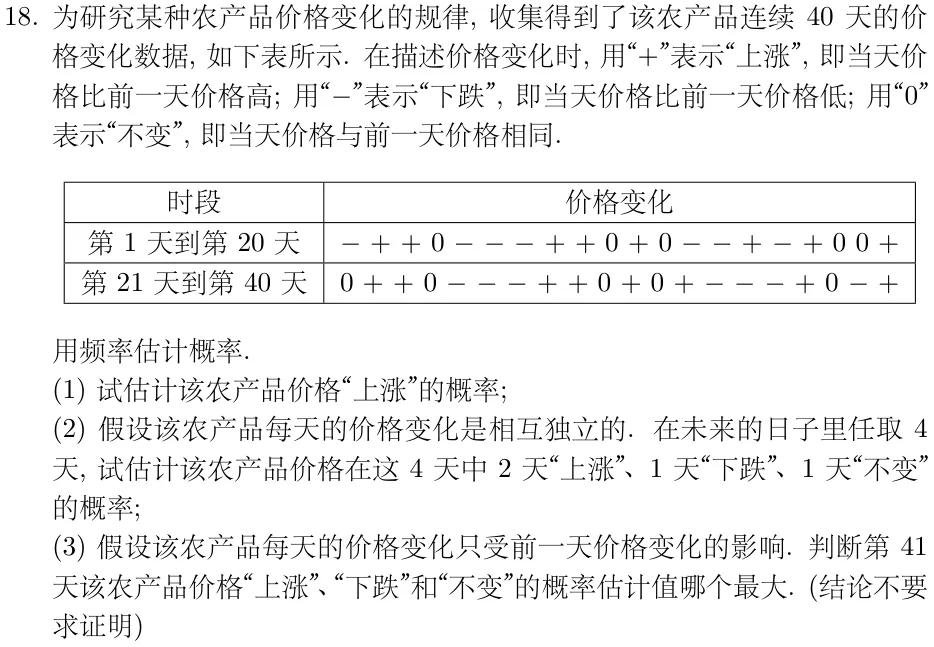 18. 为研究某种农产品价格变化的规律, 收集得到了该农产品连续 40 天的价
格变化数据, 如下表所示. 在描述价格变化时, 用“+”表示“上涨”, 即当天价
格比前一天价格高; 用“−”表示“下跌”, 即当天价格比前一天价格低; 用“0”
表示“不变”, 即当天价格与前一天价格相同.
时段 价格变化
第 1 天到第 20 天 − + + 0 − − − + + 0 + 0 − − + − + 0 0 +
第 21 天到第 40 天 0 + + 0 − − − + + 0 + 0 + − − − + 0 − +
用频率估计概率.
(1) 试估计该农产品价格“上涨”的概率;
(2) 假设该农产品每天的价格变化是相互独立的. 在未来的日子里任取 4
天, 试估计该农产品价格在这 4 天中 2 天“上涨”、1 天“下跌”、1 天“不变”
的概率;
(3) 假设该农产品每天的价格变化只受前一天价格变化的影响. 判断第 41
天该农产品价格“上涨”、“下跌”和“不变”的概率估计值哪个最大. (结论不要
求证明)